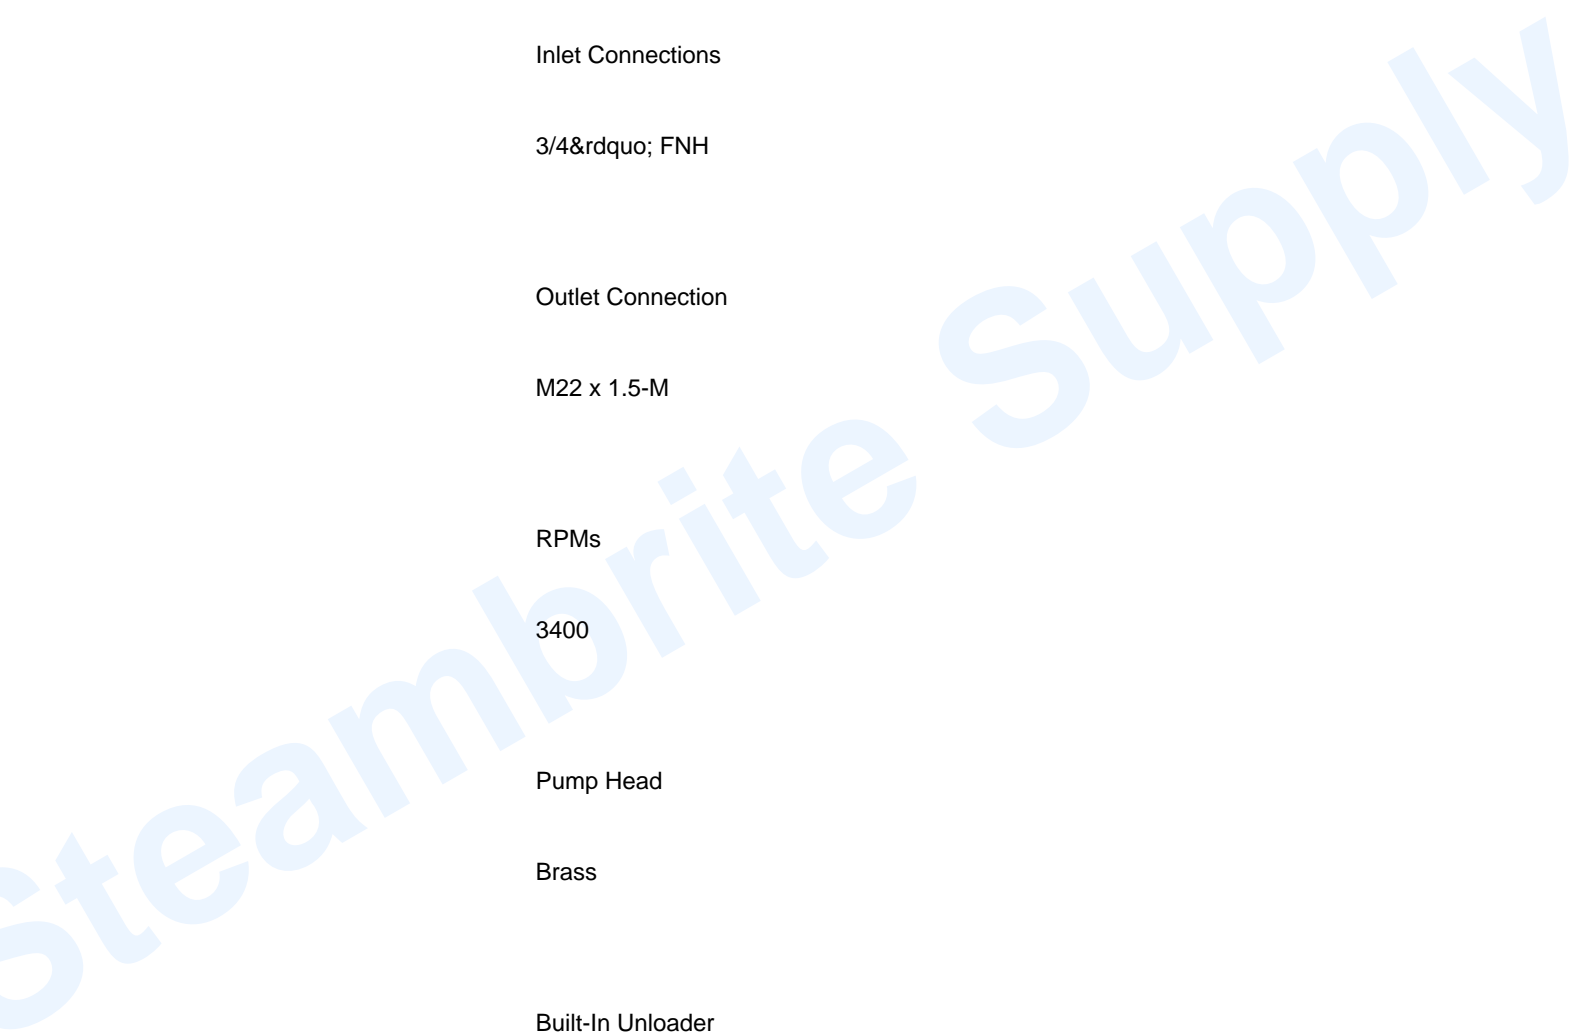 Inlet Connections
3/4&rdquo; FNH
Outlet Connection
M22 x 1.5-M
RPMs
3400
Pump Head
Brass
Built-In Unloader
Steambrite Supply